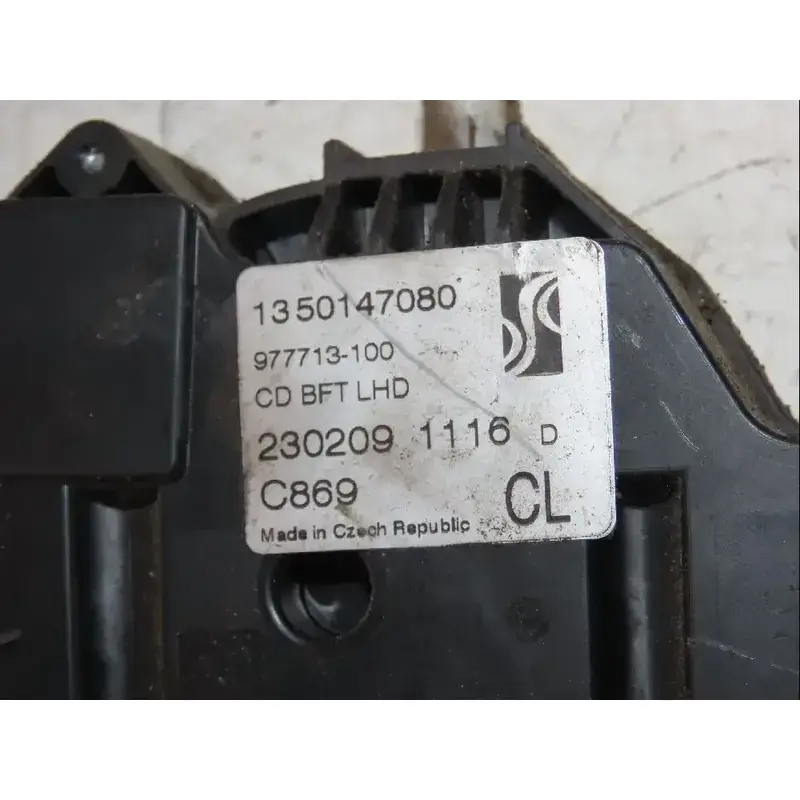 1350147080
977713-100
CD BFT LHD
230209 1116 D
C869
CL
Made in Czech Republic